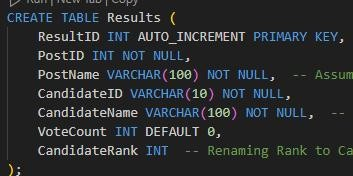 Run | New Tab | Copy
CREATE TABLE Results (
ResultID INT AUTO_INCREMENT PRIMARY KEY,
PostID INT NOT NULL,
PostName VARCHAR(100) NOT NULL, -- Assum
CandidateID VARCHAR(10) NOT NULL,
CandidateName VARCHAR(100) NOT NULL, --
VoteCount INT DEFAULT 0,
CandidateRank INT -- Renaming Rank to Ca
);